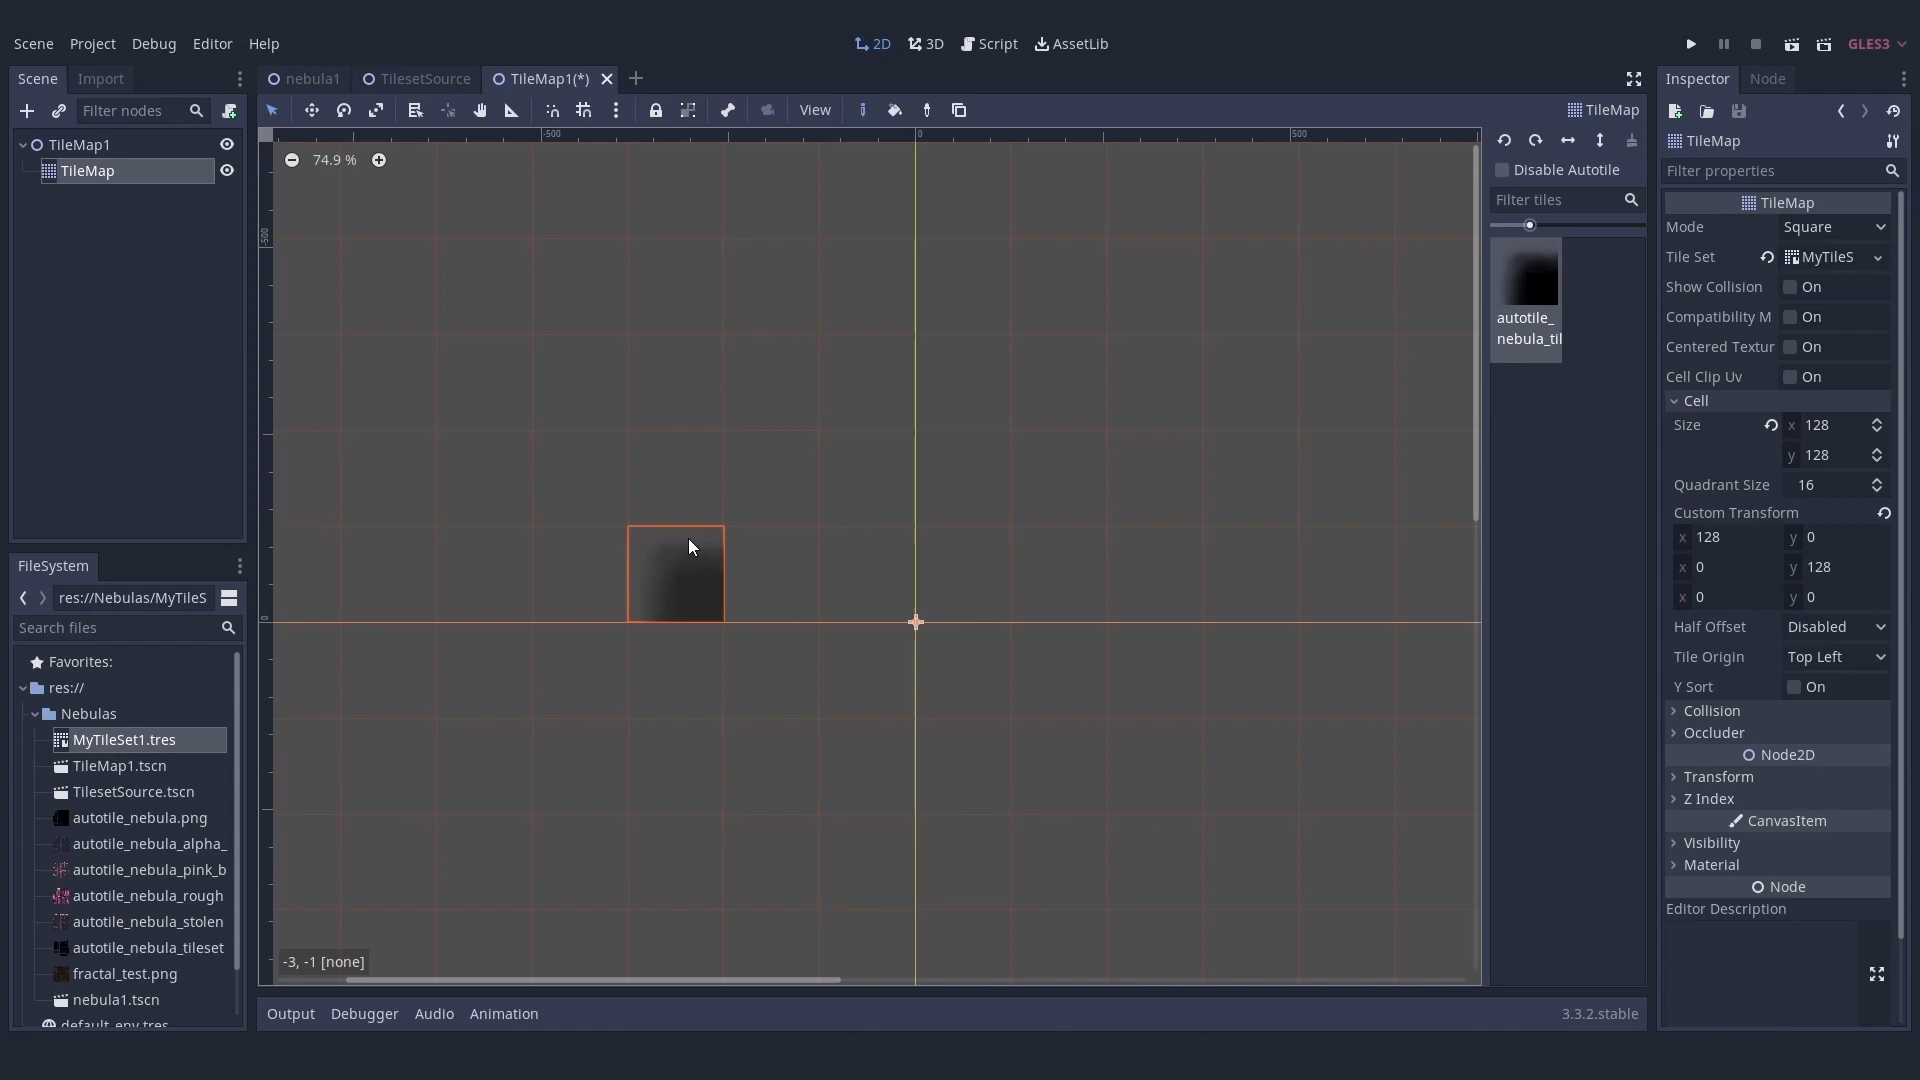 Scene Project Debug Editor Help
2D 3D Script AssetLib
GLES3
Scene Import
Filter nodes
TileMap1
TileMap
FileSystem
res://Nebulas/MyTileS
Search files
Favorites:
res://
Nebulas
MyTileSet1.tres
TileMap1.tscn
TilesetSource.tscn
autotile_nebula.png
autotile_nebula_alpha_
autotile_nebula_pink_b
autotile_nebula_rough
autotile_nebula_stolen
autotile_nebula_tileset
fractal_test.png
nebula1.tscn
default_env.tres
nebula1 TilesetSource TileMap1(*)
View
TileMap
-500 0 500
-500
0
74.9 %
-3, -1 [none]
Disable Autotile
Filter tiles
autotile_
nebula_til
Output Debugger Audio Animation
3.3.2.stable
Inspector Node
TileMap
Filter properties
TileMap
Mode Square
Tile Set MyTileS
Show Collision On
Compatibility M On
Centered Textur On
Cell Clip Uv On
Cell
Size x 128
y 128
Quadrant Size 16
Custom Transform
x 128 y 0
x 0 y 128
x 0 y 0
Half Offset Disabled
Tile Origin Top Left
Y Sort On
Collision
Occluder
Node2D
Transform
Z Index
CanvasItem
Visibility
Material
Node
Editor Description